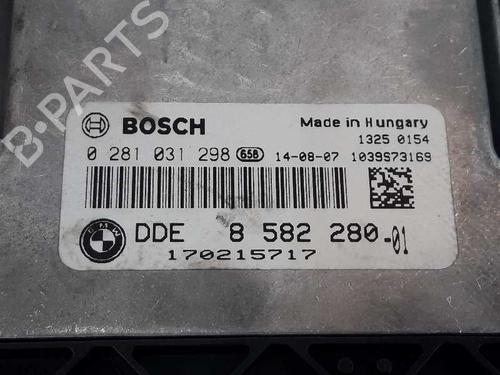 B-PARTS
BOSCH
Made in Hungary
1325 0154
0 281 031 298 658 14-08-07 1039S73169
BMW
DDE 8 582 280-01
170215717